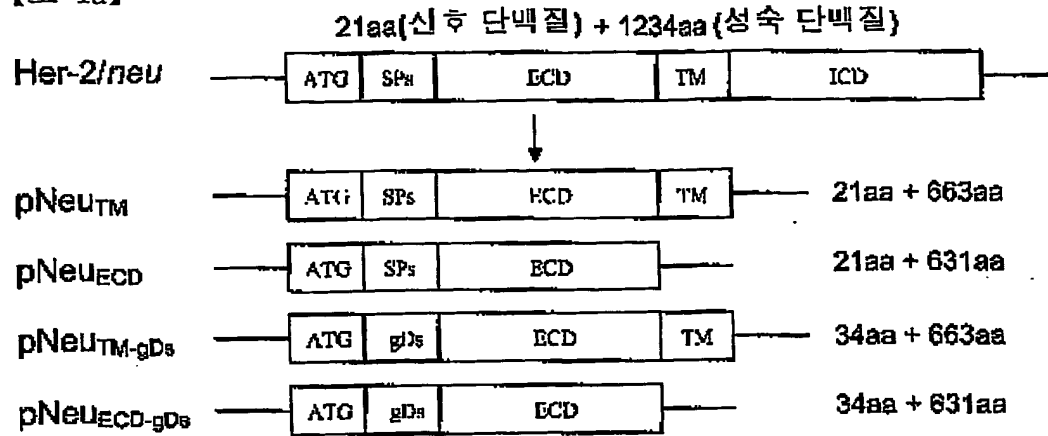 21aa(신호 단백질) + 1234aa(성숙 단백질)
Her-2/neu ATG SPs ECD TM ICD
pNeuTM ATG SPs ECD TM 21aa + 663aa
pNeuECD ATG SPs ECD 21aa + 631aa
pNeuTM-gDs ATG gDs ECD TM 34aa + 663aa
pNeuECD-gDs ATG gDs ECD 34aa + 631aa